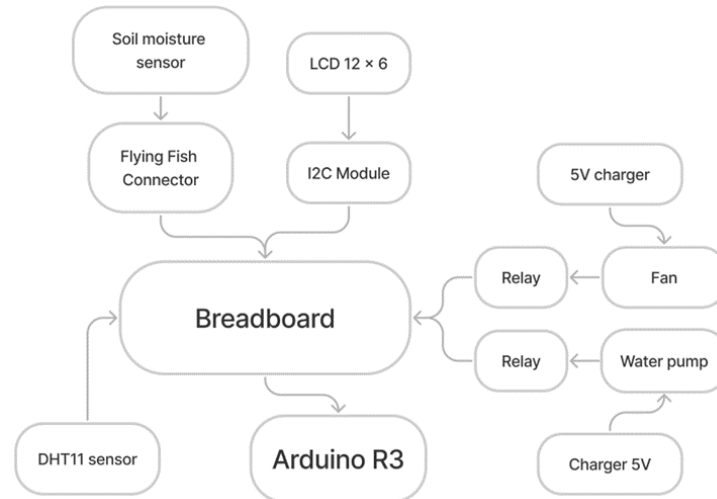 Soil moisture
sensor
LCD 12 × 6
Flying Fish
Connector
I2C Module
5V charger
Breadboard
Relay
Fan
Relay
Water pump
DHT11 sensor
Arduino R3
Charger 5V